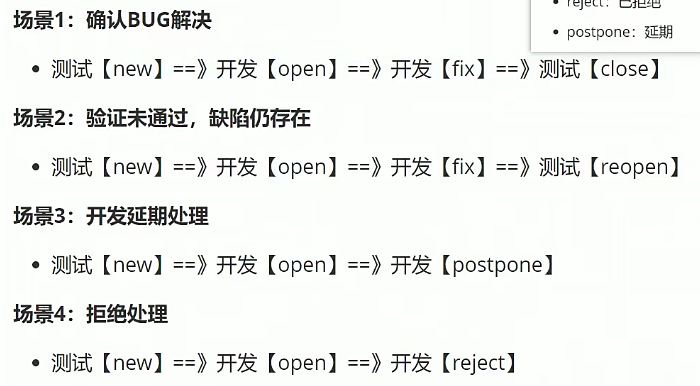 场景1：确认BUG解决
• 测试【new】==》开发【open】==》开发【fix】==》测试【close】
场景2：验证未通过，缺陷仍存在
• 测试【new】==》开发【open】==》开发【fix】==》测试【reopen】
场景3：开发延期处理
• 测试【new】==》开发【open】==》开发【postpone】
场景4：拒绝处理
• 测试【new】==》开发【open】==》开发【reject】
• reject：已拒绝
• postpone：延期